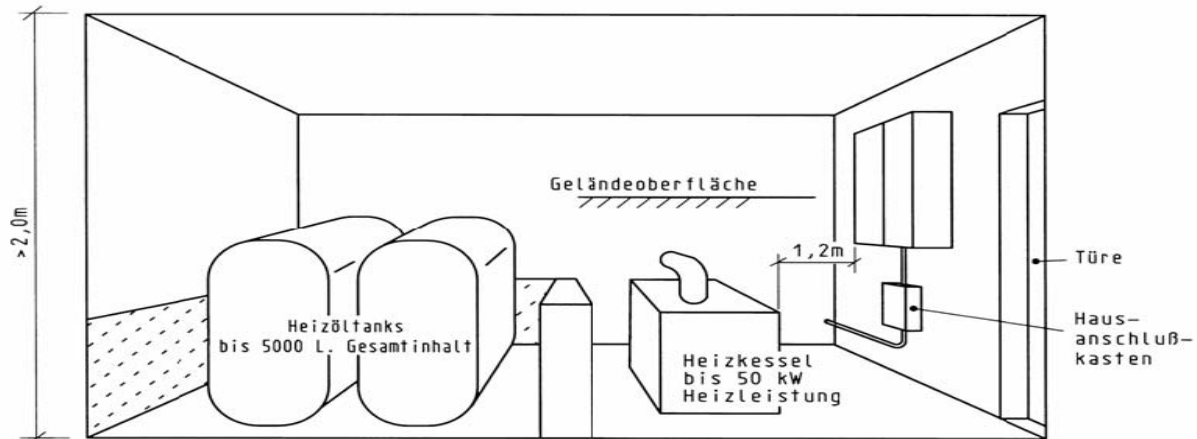 >2,0m
Geländeoberfläche
1,2m
Türe
Heizöltanks
bis 5000 L. Gesamtinhalt
Haus-
anschluß-
kasten
Heizkessel
bis 50 kW
Heizleistung